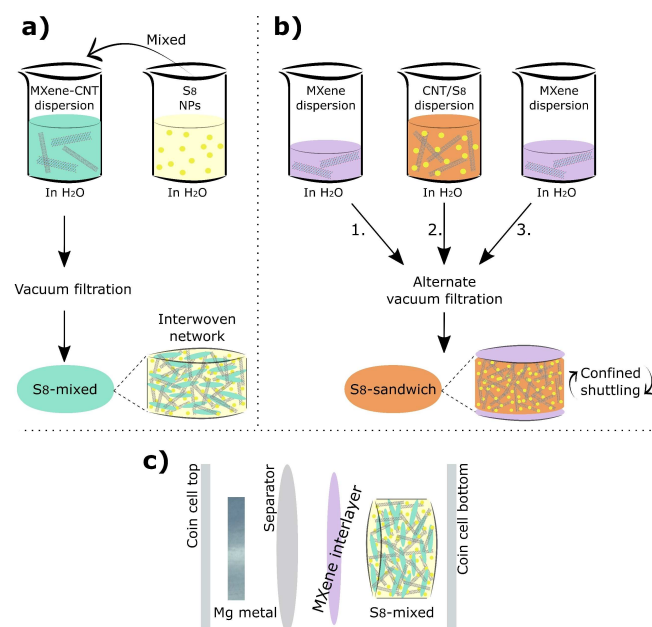 a)
Mixed
MXene-CNT
dispersion
S8
NPs
In H2O
In H2O
Vacuum filtration
Interwoven
network
S8-mixed
b)
MXene
dispersion
CNT/S8
dispersion
MXene
dispersion
In H2O
In H2O
In H2O
1.
2.
3.
Alternate
vacuum filtration
S8-sandwich
Confined
shuttling
c)
Coin cell top
Mg metal
Separator
MXene interlayer
S8-mixed
Coin cell bottom